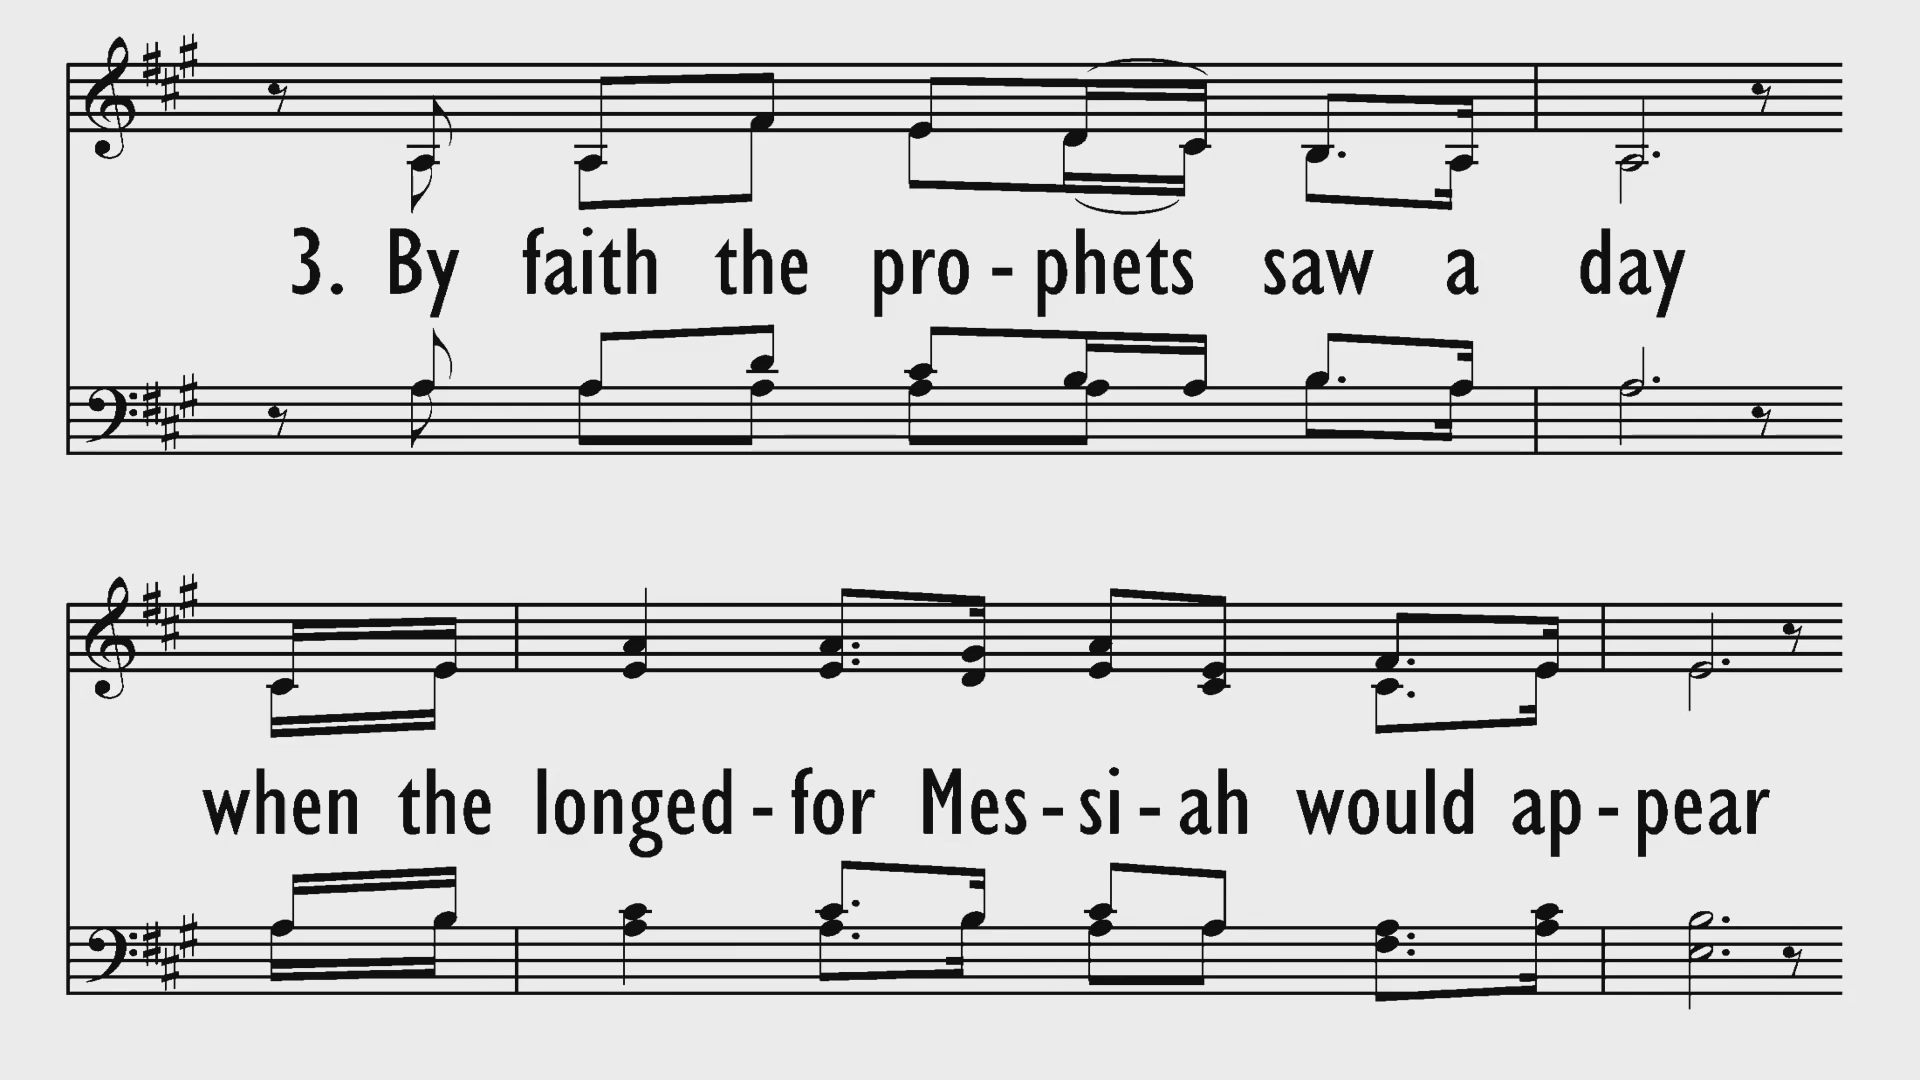 3. By faith the pro - phets saw a day
when the longed - for Mes - si - ah would ap - pear